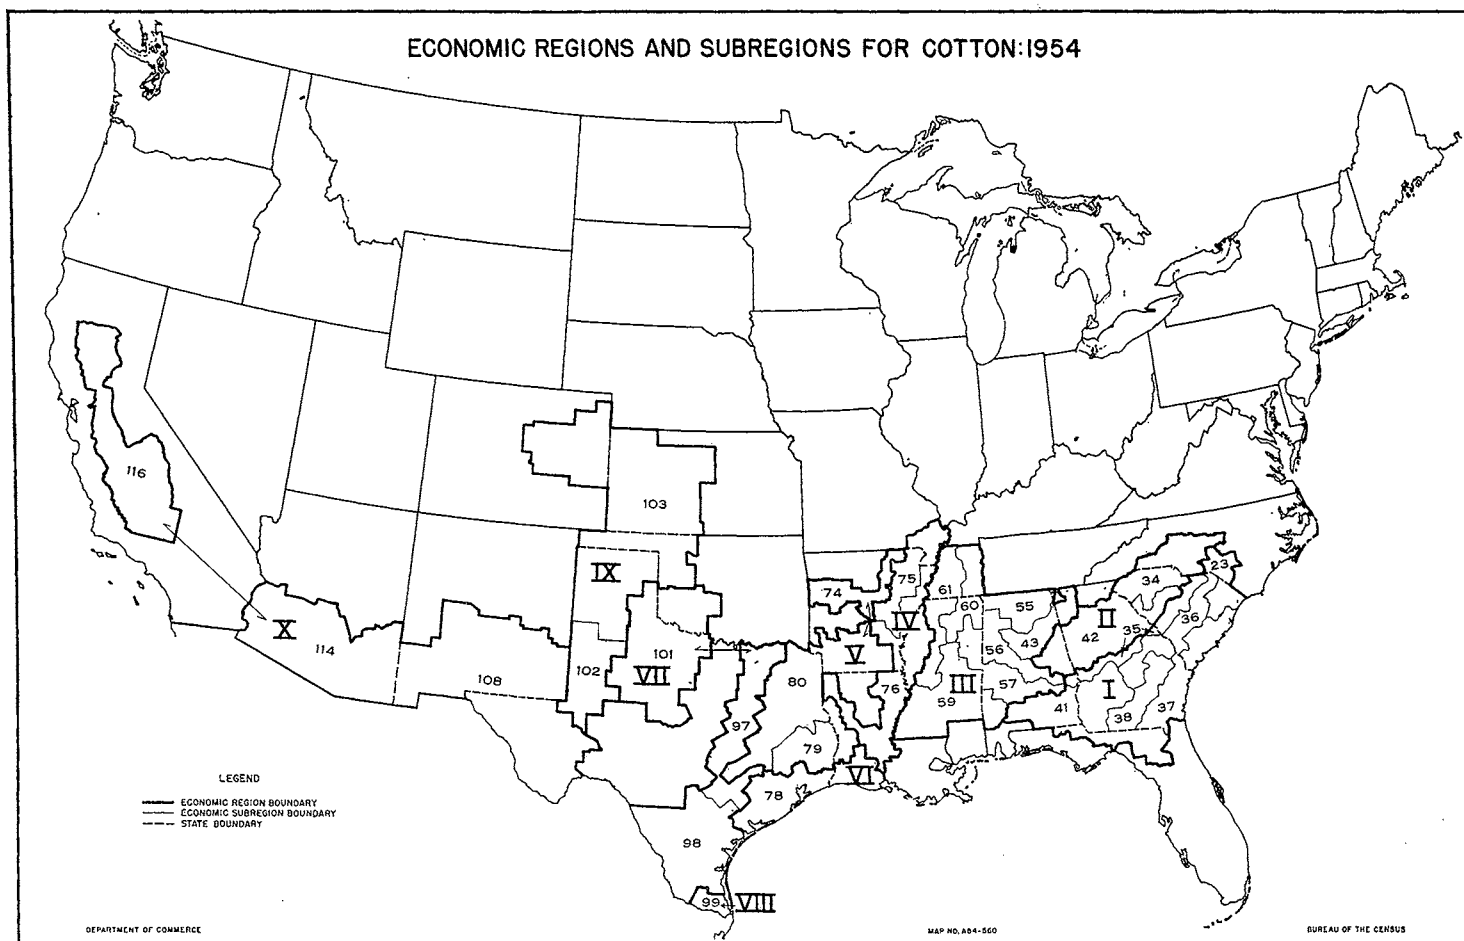 ECONOMIC REGIONS AND SUBREGIONS FOR COTTON:1954
116
103
IX
75
74
61
60
55
34
23
II
IV
42
35
36
X
114
V
56
43
101
102
VII
108
80
76
III
57
59
I
41
38
37
97
79
VI
78
98
99
VIII
LEGEND
ECONOMIC REGION BOUNDARY
ECONOMIC SUBREGION BOUNDARY
STATE BOUNDARY
DEPARTMENT OF COMMERCE
MAP NO. A54-560
BUREAU OF THE CENSUS